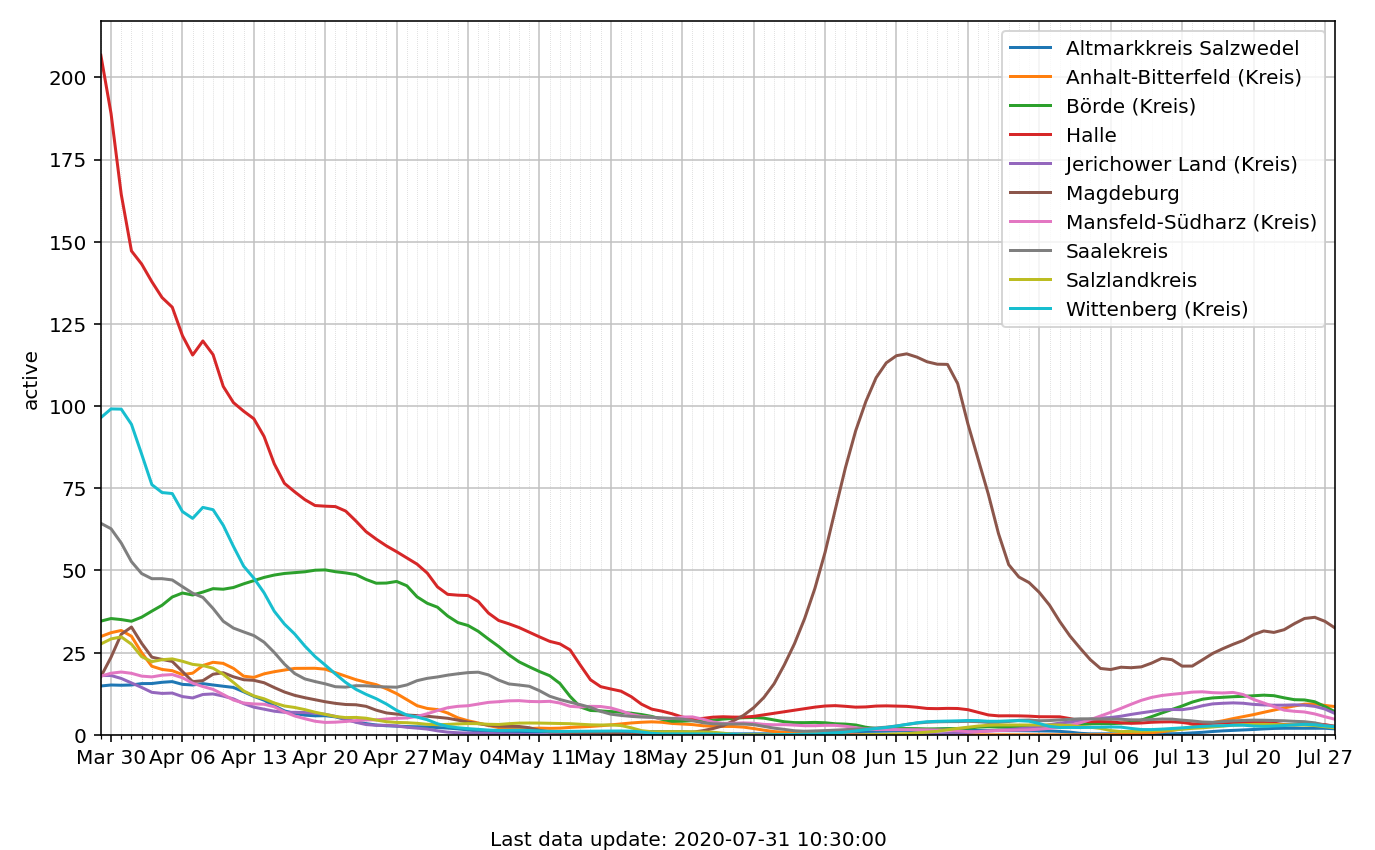 200
175
150
125
100
75
50
25
0
active
Altmarkkreis Salzwedel
Anhalt-Bitterfeld (Kreis)
Börde (Kreis)
Halle
Jerichower Land (Kreis)
Magdeburg
Mansfeld-Südharz (Kreis)
Saalekreis
Salzlandkreis
Wittenberg (Kreis)
Mar 30 Apr 06 Apr 13 Apr 20 Apr 27 May 04 May 11 May 18 May 25 Jun 01 Jun 08 Jun 15 Jun 22 Jun 29 Jul 06 Jul 13 Jul 20 Jul 27
Last data update: 2020-07-31 10:30:00